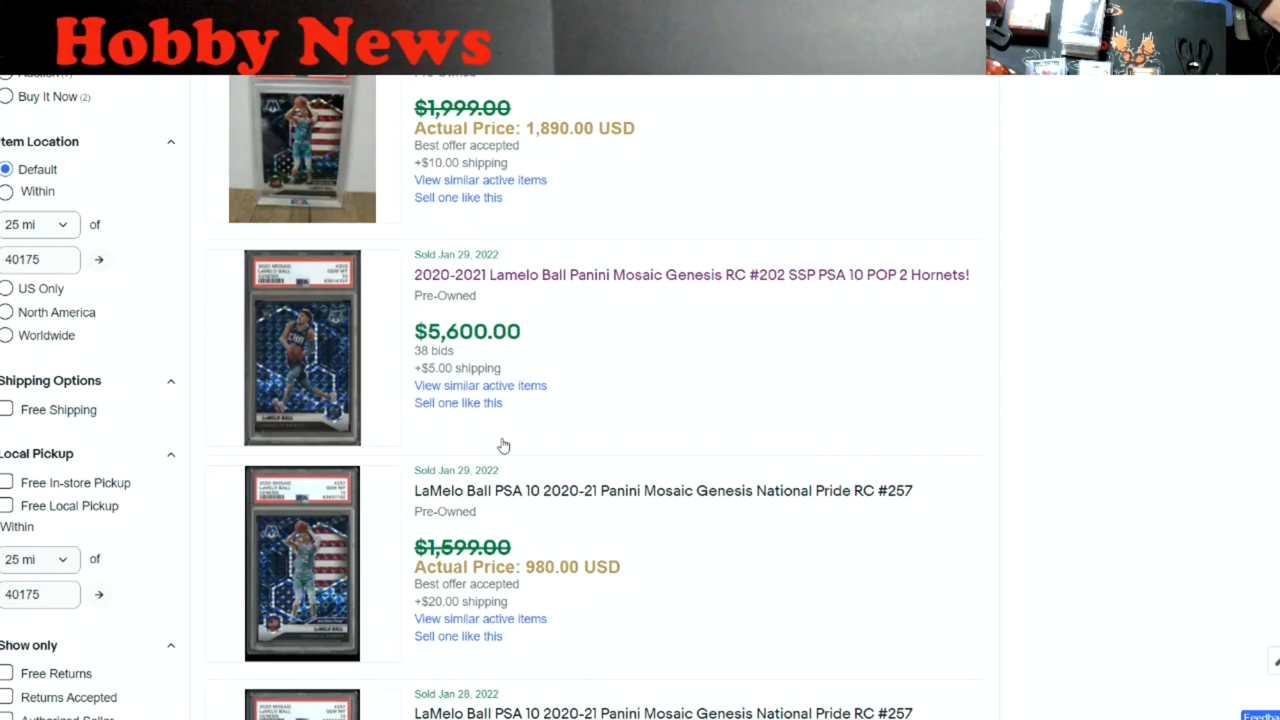 Hobby News
Buy It Now (2)
Item Location
Default
Within
25 mi of
40175
US Only
North America
Worldwide
Shipping Options
Free Shipping
Local Pickup
Free In-store Pickup
Free Local Pickup
Within
25 mi of
40175
Show only
Free Returns
Returns Accepted
$1,999.00
Actual Price: 1,890.00 USD
Best offer accepted
+$10.00 shipping
View similar active items
Sell one like this
Sold Jan 29, 2022
2020-2021 Lamelo Ball Panini Mosaic Genesis RC #202 SSP PSA 10 POP 2 Hornets!
Pre-Owned
$5,600.00
38 bids
+$5.00 shipping
View similar active items
Sell one like this
Sold Jan 29, 2022
LaMelo Ball PSA 10 2020-21 Panini Mosaic Genesis National Pride RC #257
Pre-Owned
$1,599.00
Actual Price: 980.00 USD
Best offer accepted
+$20.00 shipping
View similar active items
Sell one like this
Sold Jan 28, 2022
LaMelo Ball PSA 10 2020-21 Panini Mosaic Genesis National Pride RC #257